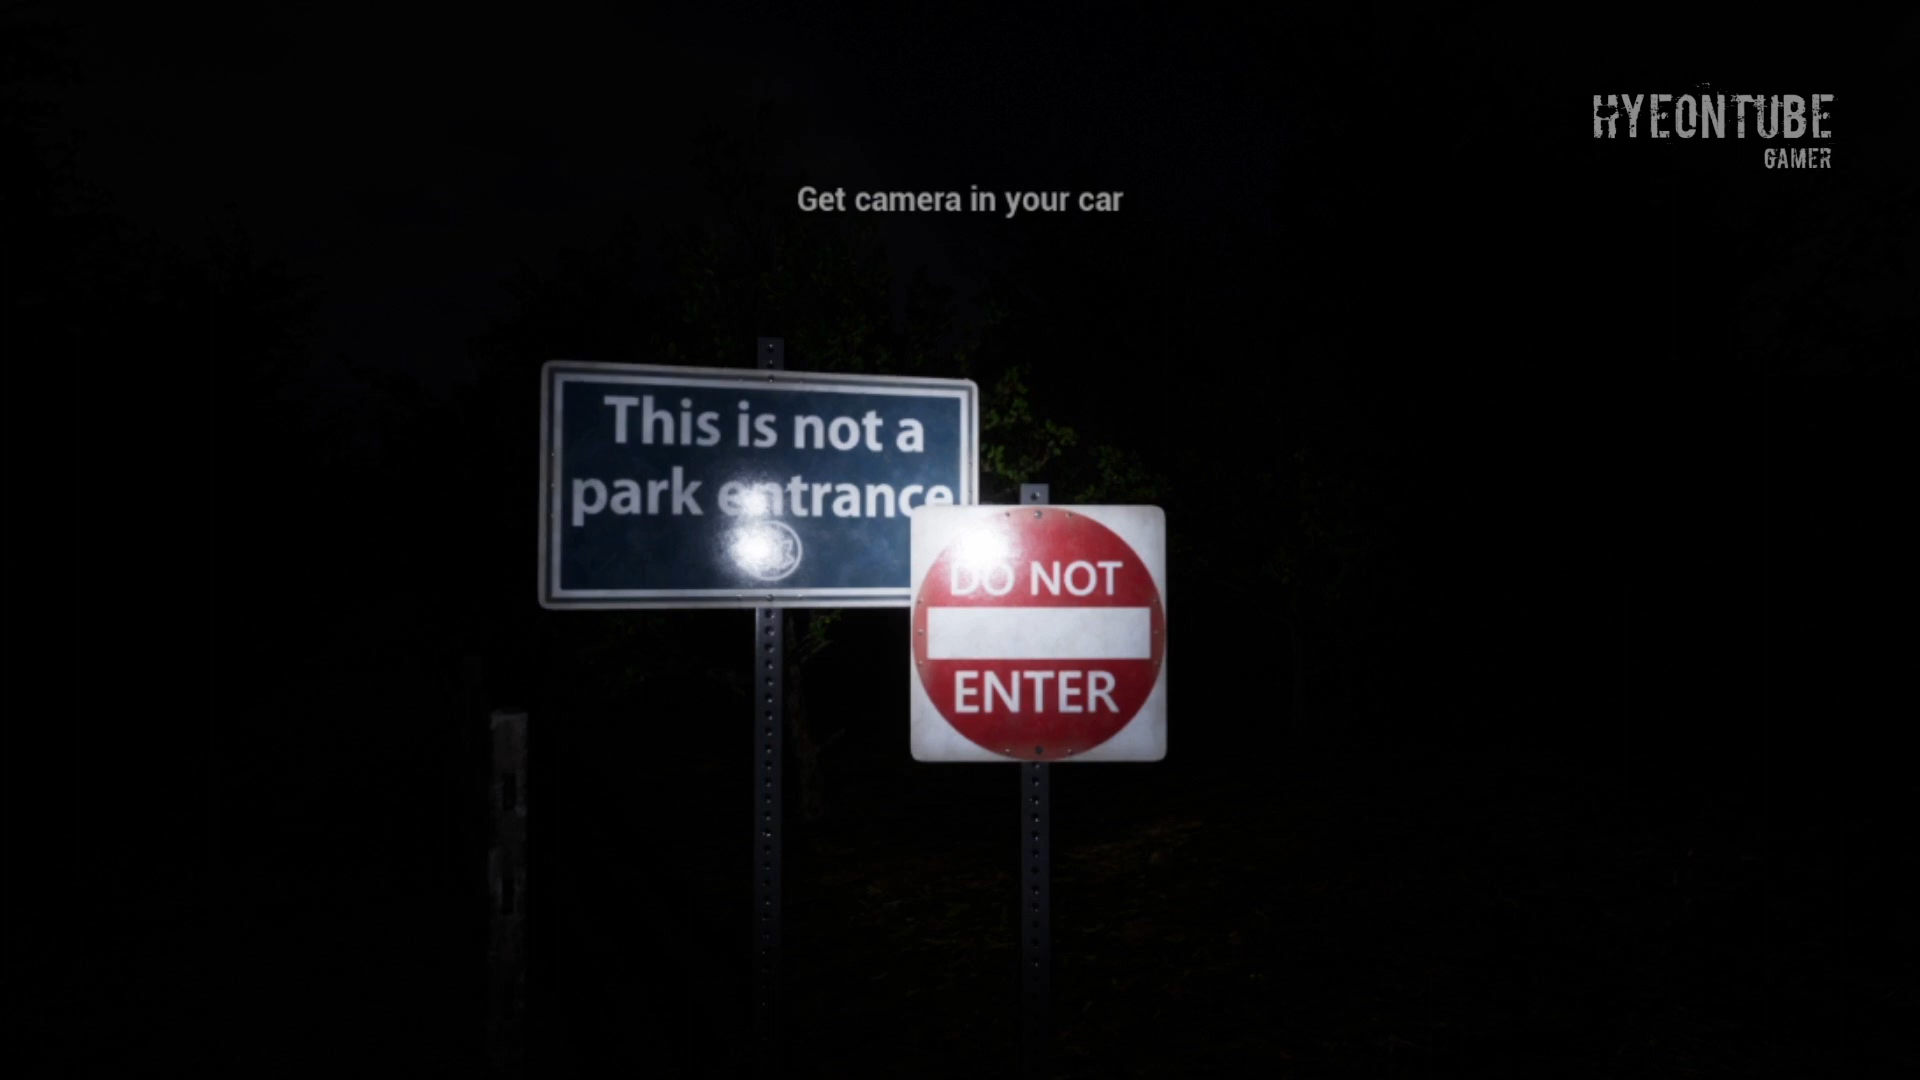 HYEONTUBE
GAMER
Get camera in your car
This is not a
park entrance
DO NOT
ENTER